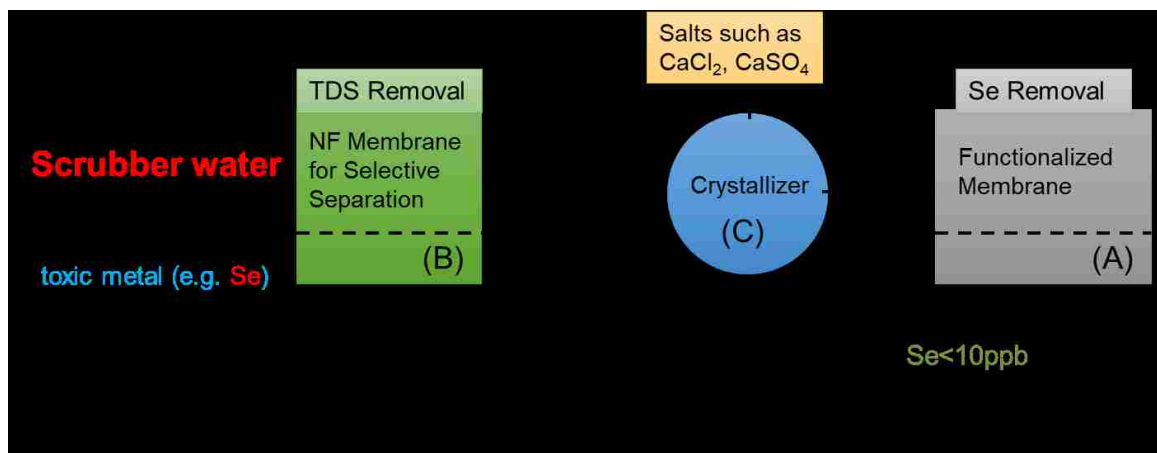 Salts such as
CaCl₂, CaSO₄
TDS Removal
Se Removal
Scrubber water
NF Membrane
for Selective
Separation
Crystallizer
Functionalized
Membrane
(C)
(B)
(A)
toxic metal (e.g. Se)
Se<10ppb